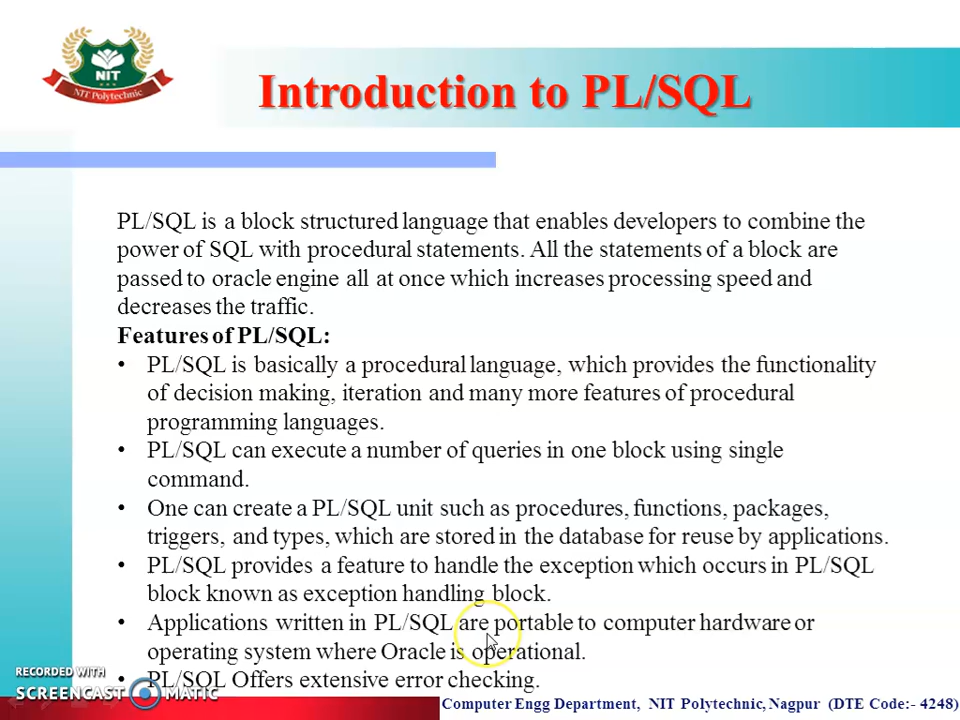 NIT
NIT Polytechnic
Introduction to PL/SQL
PL/SQL is a block structured language that enables developers to combine the
power of SQL with procedural statements. All the statements of a block are
passed to oracle engine all at once which increases processing speed and
decreases the traffic.
Features of PL/SQL:
• PL/SQL is basically a procedural language, which provides the functionality
of decision making, iteration and many more features of procedural
programming languages.
• PL/SQL can execute a number of queries in one block using single
command.
• One can create a PL/SQL unit such as procedures, functions, packages,
triggers, and types, which are stored in the database for reuse by applications.
• PL/SQL provides a feature to handle the exception which occurs in PL/SQL
block known as exception handling block.
• Applications written in PL/SQL are portable to computer hardware or
operating system where Oracle is operational.
• PL/SQL Offers extensive error checking.
RECORDED WITH
SCREENCAST MATIC
Computer Engg Department, NIT Polytechnic, Nagpur (DTE Code:- 4248)